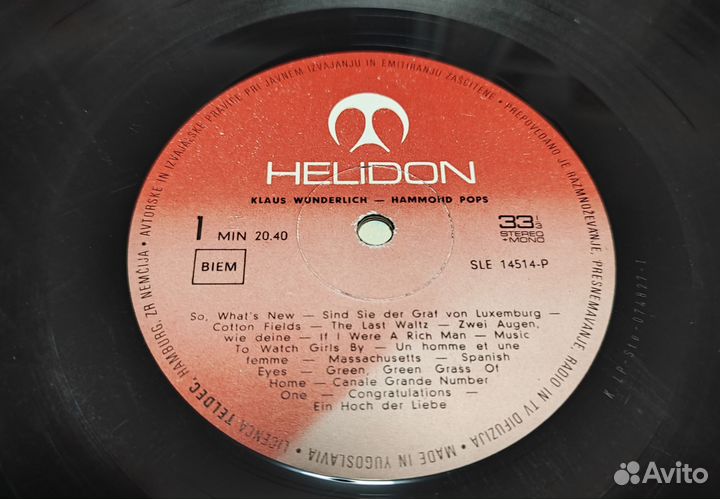 AVTORSKE IN IZVAJALSKE PRAVICE PRI JAVNEM IZVAJANJU IN EMITIRANJU ZAŠČITENE • PREPOVEDANO JE RAZMNOŽEVANJE, PRESNEMAVANJE, RADIO IN TV DIFUZIJA •
HELIDON
KLAUS WUNDERLICH — HAMMOND POPS
1 MIN 20.40
33 1/3
STEREO
+MONO
BIEM
SLE 14514-P
So, What's New — Sind Sie der Graf von Luxemburg —
Cotton Fields — The Last Waltz — Zwei Augen,
wie deine — If I Were A Rich Man — Music
To Watch Girls By — Un homme et une
femme — Massachusetts — Spanish
Eyes — Green, Green Grass Of
Home — Canale Grande Number
One — Congratulations —
Ein Hoch der Liebe
• LICENCA TELDEC, HAMBURG, ZR NEMČIJA •
MADE IN YUGOSLAVIA •
Avito